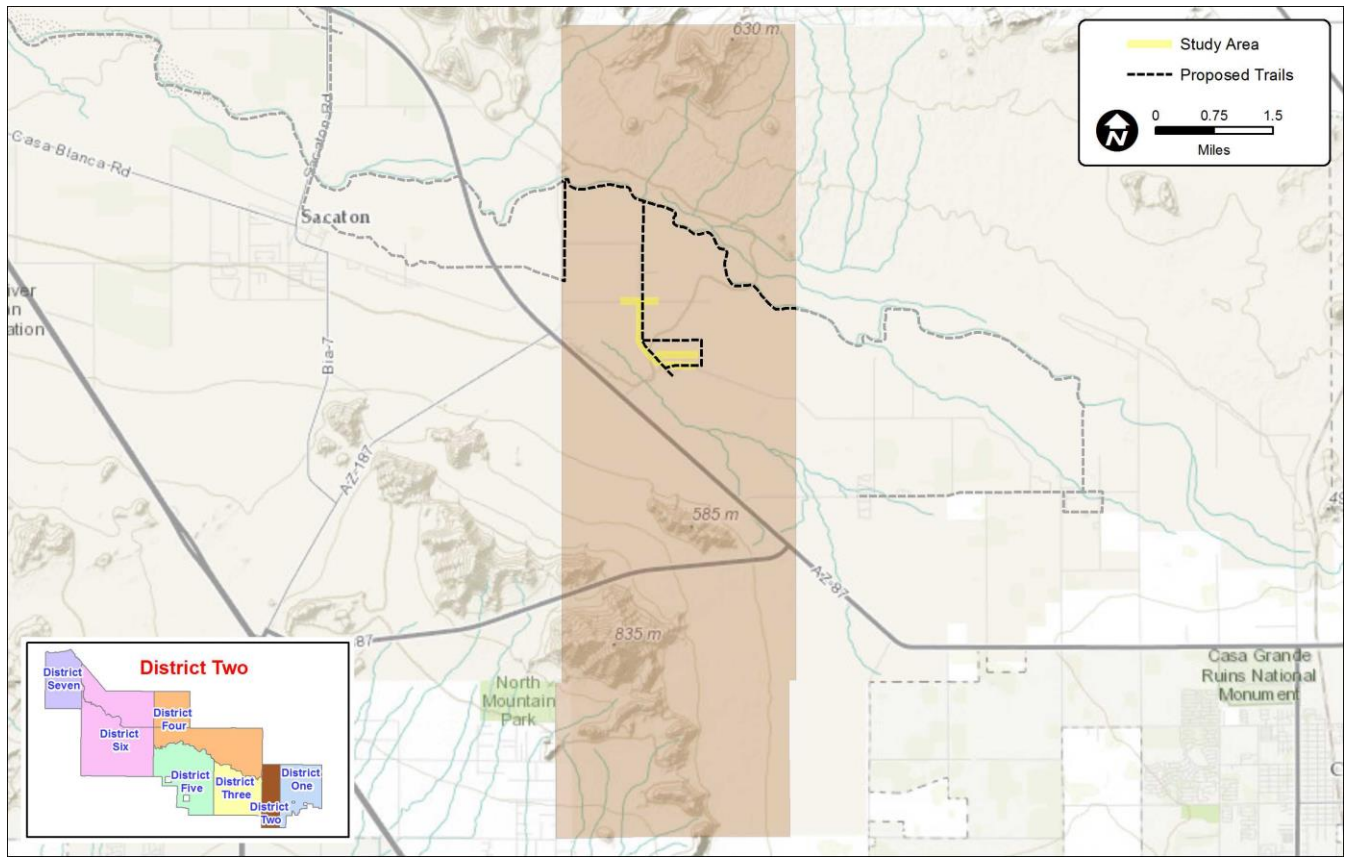 630 m
Study Area
Proposed Trails
0 0.75 1.5
N
Miles
Casa-Blanca-Rd
Sacaton-Rd
Sacaton
iver
n
ation
Bia-7
A-Z-187
585 m
A-Z-87
835 m
87
North
Mountain
Park
Casa Grande
Ruins National
Monument
C
District Two
District
Seven
District
Four
District
Six
District
Five
District
Three
District
Two
District
One